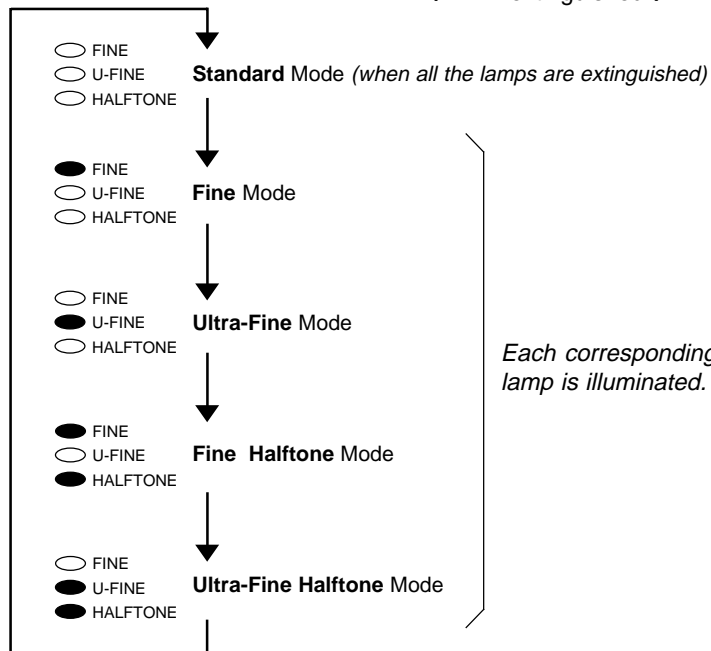 FINE
U-FINE
HALFTONE
Standard Mode (when all the lamps are extinguished)
FINE
U-FINE
HALFTONE
Fine Mode
FINE
U-FINE
HALFTONE
Ultra-Fine Mode
Each corresponding
lamp is illuminated.
FINE
U-FINE
HALFTONE
Fine Halftone Mode
FINE
U-FINE
HALFTONE
Ultra-Fine Halftone Mode